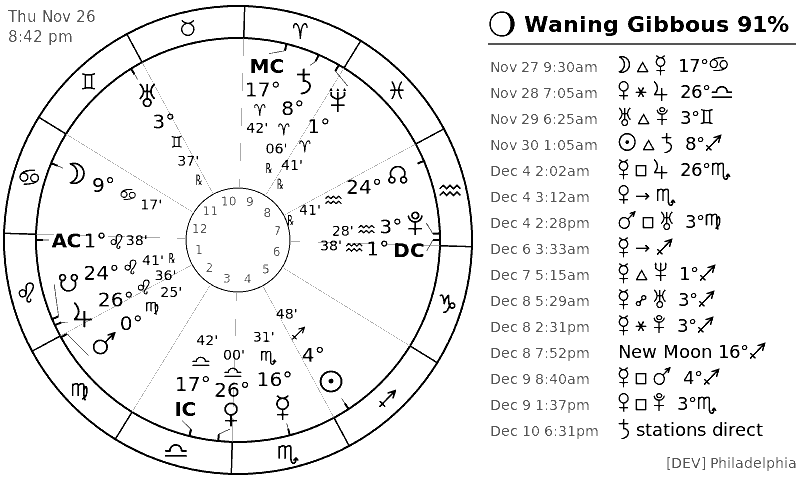 Thu Nov 26
8:42 pm
♉
♈
♊
♓
♋
♒
♌
♑
♍
♐
♎
♏
MC
17°
♈
42'
♄
8°
♈
06'
℞
♆
1°
♈
41'
℞
♅
3°
♊
37'
℞
☽ 9° ♋ 17'
AC 1° ♌ 38'
☋ 24° ♌ 41' ℞
♃ 26° ♌ 36'
♂ 0° ♍ 25'
☊ 24° ♒ 41' ℞
♇ 3° ♒ 28'
DC 1° ♒ 38'
42'
♎
17°
IC
00'
♎
26°
♀
31'
♏
16°
☿
48'
♐
4°
☉
10 9
11 8
12 7
1 6
2 5
3 4
Waning Gibbous 91%
Nov 27 9:30am ☽ △ ☿ 17°♋
Nov 28 7:05am ♀ ⚹ ♃ 26°♎
Nov 29 6:25am ♅ △ ♇ 3°♊
Nov 30 1:05am ☉ △ ♄ 8°♐
Dec 4 2:02am ☿ □ ♃ 26°♏
Dec 4 3:12am ♀ → ♏
Dec 4 2:28pm ♂ □ ♅ 3°♍
Dec 6 3:33am ☿ → ♐
Dec 7 5:15am ☿ △ ♆ 1°♐
Dec 8 5:29am ☿ ☍ ♅ 3°♐
Dec 8 2:31pm ☿ ⚹ ♇ 3°♐
Dec 8 7:52pm New Moon 16°♐
Dec 9 8:40am ☿ □ ♂ 4°♐
Dec 9 1:37pm ♀ □ ♇ 3°♏
Dec 10 6:31pm ♄ stations direct
[DEV] Philadelphia